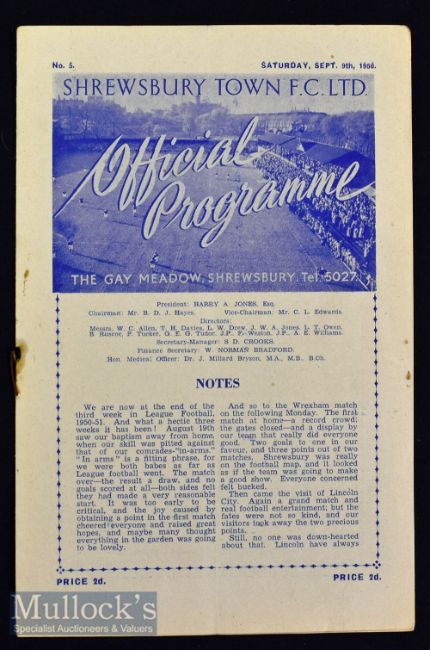 No. 5.
SATURDAY, SEPT. 9th, 1950.
SHREWSBURY TOWN F.C. LTD.
Official
Programme
THE GAY MEADOW, SHREWSBURY. Tel. 5027
President: HARRY A. JONES, Esq.
Chairman: Mr. B. D. J. Hayes. Vice-Chairman: Mr. C. L. Edwards.
Directors:
Messrs. W. C. Allen, T. H. Davies, L. W. Drew, J. W. A. Jones, L. T. Owen,
B. Ruscoe, P. Turker, O. E. G. Tudor, J.P., F. Weston, J.P., A. E. Williams.
Secretary-Manager: S D. CROOKS.
Finance Secretary: W. NORMAN BRADFORD.
Hon. Medical Officer: Dr. J. Millard Bryson, M.A., M.B., B.Ch.
NOTES
We are now at the end of the
third week in League Football,
1950-51. And what a hectic three
weeks it has been! August 19th
saw our baptism away from home,
when our skill was pitted against
that of our comrades-"in-arms."
"In arms" is a fitting phrase, for
we were both babes as far as
League football went. The match
over—the result a draw, and no
goals scored at all—both sides felt
they had made a very reasonable
start. It was too early to be
critical, and the joy caused by
obtaining a point in the first match
cheered everyone and raised great
hopes, and maybe many thought
everything in the garden was going
to be lovely.
And so to the Wrexham match
on the following Monday. The first
match at home—a record crowd;
the gates closed—and a display by
our team that really did everyone
good. Two goals to one in our
favour, and three points out of two
matches. Shrewsbury was really
on the football map, and it looked
as if the team was going to make
a good show. Everyone concerned
felt bucked.
Then came the visit of Lincoln
City. Again a grand match and
real football entertainment; but the
fates were not so kind, and our
visitors took away the two precious
points.
Still, no one was down-hearted
about that. Lincoln have always
PRICE 2d.
PRICE 2d.
Mullock's
Specialist Auctioneers & Valuers